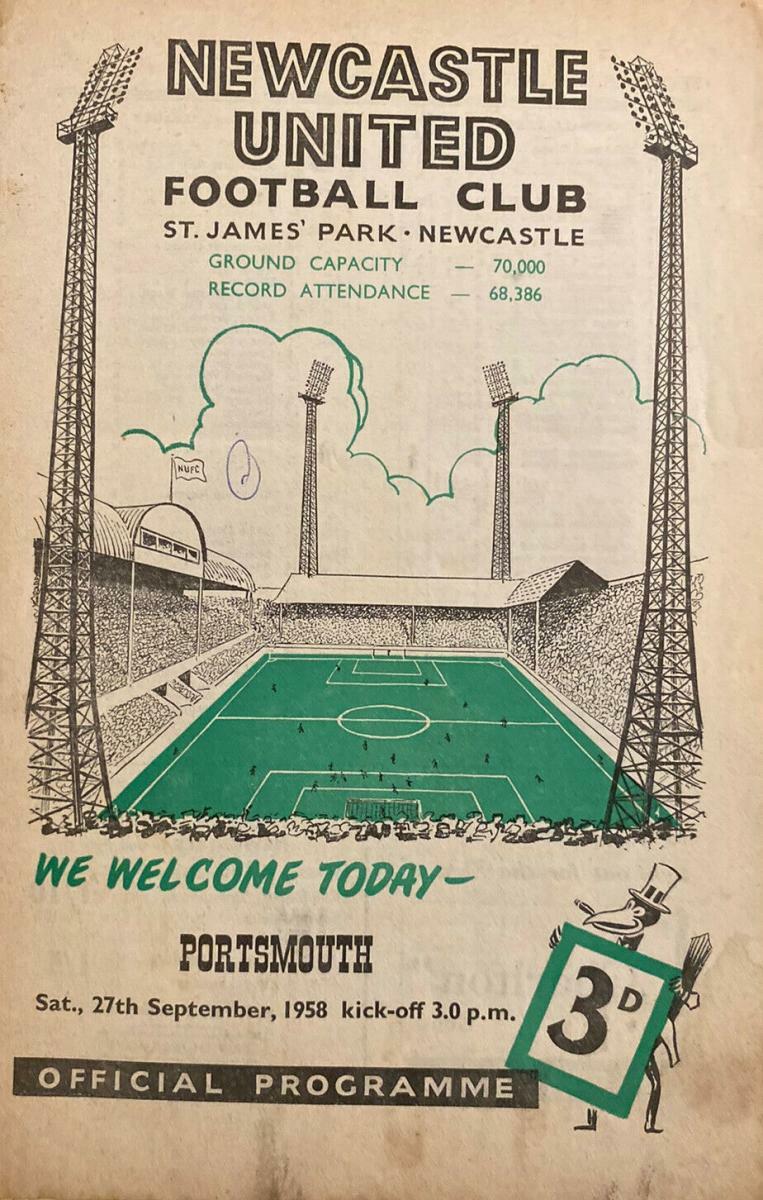 NEWCASTLE
UNITED
FOOTBALL CLUB
ST. JAMES' PARK · NEWCASTLE
GROUND CAPACITY — 70,000
RECORD ATTENDANCE — 68,386
NUFC
WE WELCOME TODAY—
PORTSMOUTH
Sat., 27th September, 1958 kick-off 3.0 p.m.
3D
OFFICIAL PROGRAMME